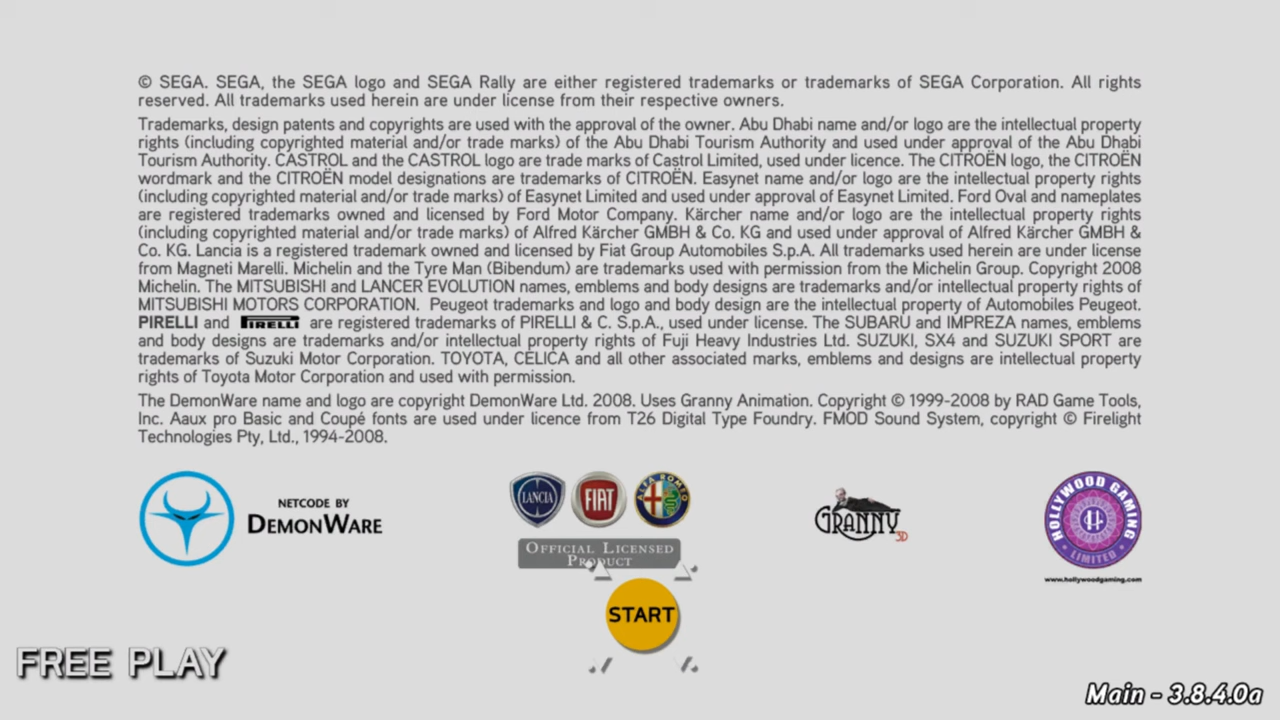 © SEGA. SEGA, the SEGA logo and SEGA Rally are either registered trademarks or trademarks of SEGA Corporation. All rights
reserved. All trademarks used herein are under license from their respective owners.
Trademarks, design patents and copyrights are used with the approval of the owner. Abu Dhabi name and/or logo are the intellectual property
rights (including copyrighted material and/or trade marks) of the Abu Dhabi Tourism Authority and used under approval of the Abu Dhabi
Tourism Authority. CASTROL and the CASTROL logo are trade marks of Castrol Limited, used under licence. The CITROËN logo, the CITROËN
wordmark and the CITROËN model designations are trademarks of CITROËN. Easynet name and/or logo are the intellectual property rights
(including copyrighted material and/or trade marks) of Easynet Limited and used under approval of Easynet Limited. Ford Oval and nameplates
are registered trademarks owned and licensed by Ford Motor Company. Kärcher name and/or logo are the intellectual property rights
(including copyrighted material and/or trade marks) of Alfred Kärcher GMBH & Co. KG and used under approval of Alfred Kärcher GMBH &
Co. KG. Lancia is a registered trademark owned and licensed by Fiat Group Automobiles S.p.A. All trademarks used herein are under license
from Magneti Marelli. Michelin and the Tyre Man (Bibendum) are trademarks used with permission from the Michelin Group. Copyright 2008
Michelin. The MITSUBISHI and LANCER EVOLUTION names, emblems and body designs are trademarks and/or intellectual property rights of
MITSUBISHI MOTORS CORPORATION. Peugeot trademarks and logo and body design are the intellectual property of Automobiles Peugeot.
PIRELLI and PIRELLI are registered trademarks of PIRELLI & C. S.p.A., used under license. The SUBARU and IMPREZA names, emblems
and body designs are trademarks and/or intellectual property rights of Fuji Heavy Industries Ltd. SUZUKI, SX4 and SUZUKI SPORT are
trademarks of Suzuki Motor Corporation. TOYOTA, CELICA and all other associated marks, emblems and designs are intellectual property
rights of Toyota Motor Corporation and used with permission.
The DemonWare name and logo are copyright DemonWare Ltd. 2008. Uses Granny Animation. Copyright © 1999-2008 by RAD Game Tools,
Inc. Aaux pro Basic and Coupé fonts are used under licence from T26 Digital Type Foundry. FMOD Sound System, copyright © Firelight
Technologies Pty, Ltd., 1994-2008.
NETCODE BY
DEMONWARE
LANCIA
FIAT
ALFA ROMEO
OFFICIAL LICENSED
PRODUCT
GRANNY
3D
HOLLYWOOD GAMING
LIMITED
www.hollywoodgaming.com
START
FREE PLAY
Main - 3.8.4.0a